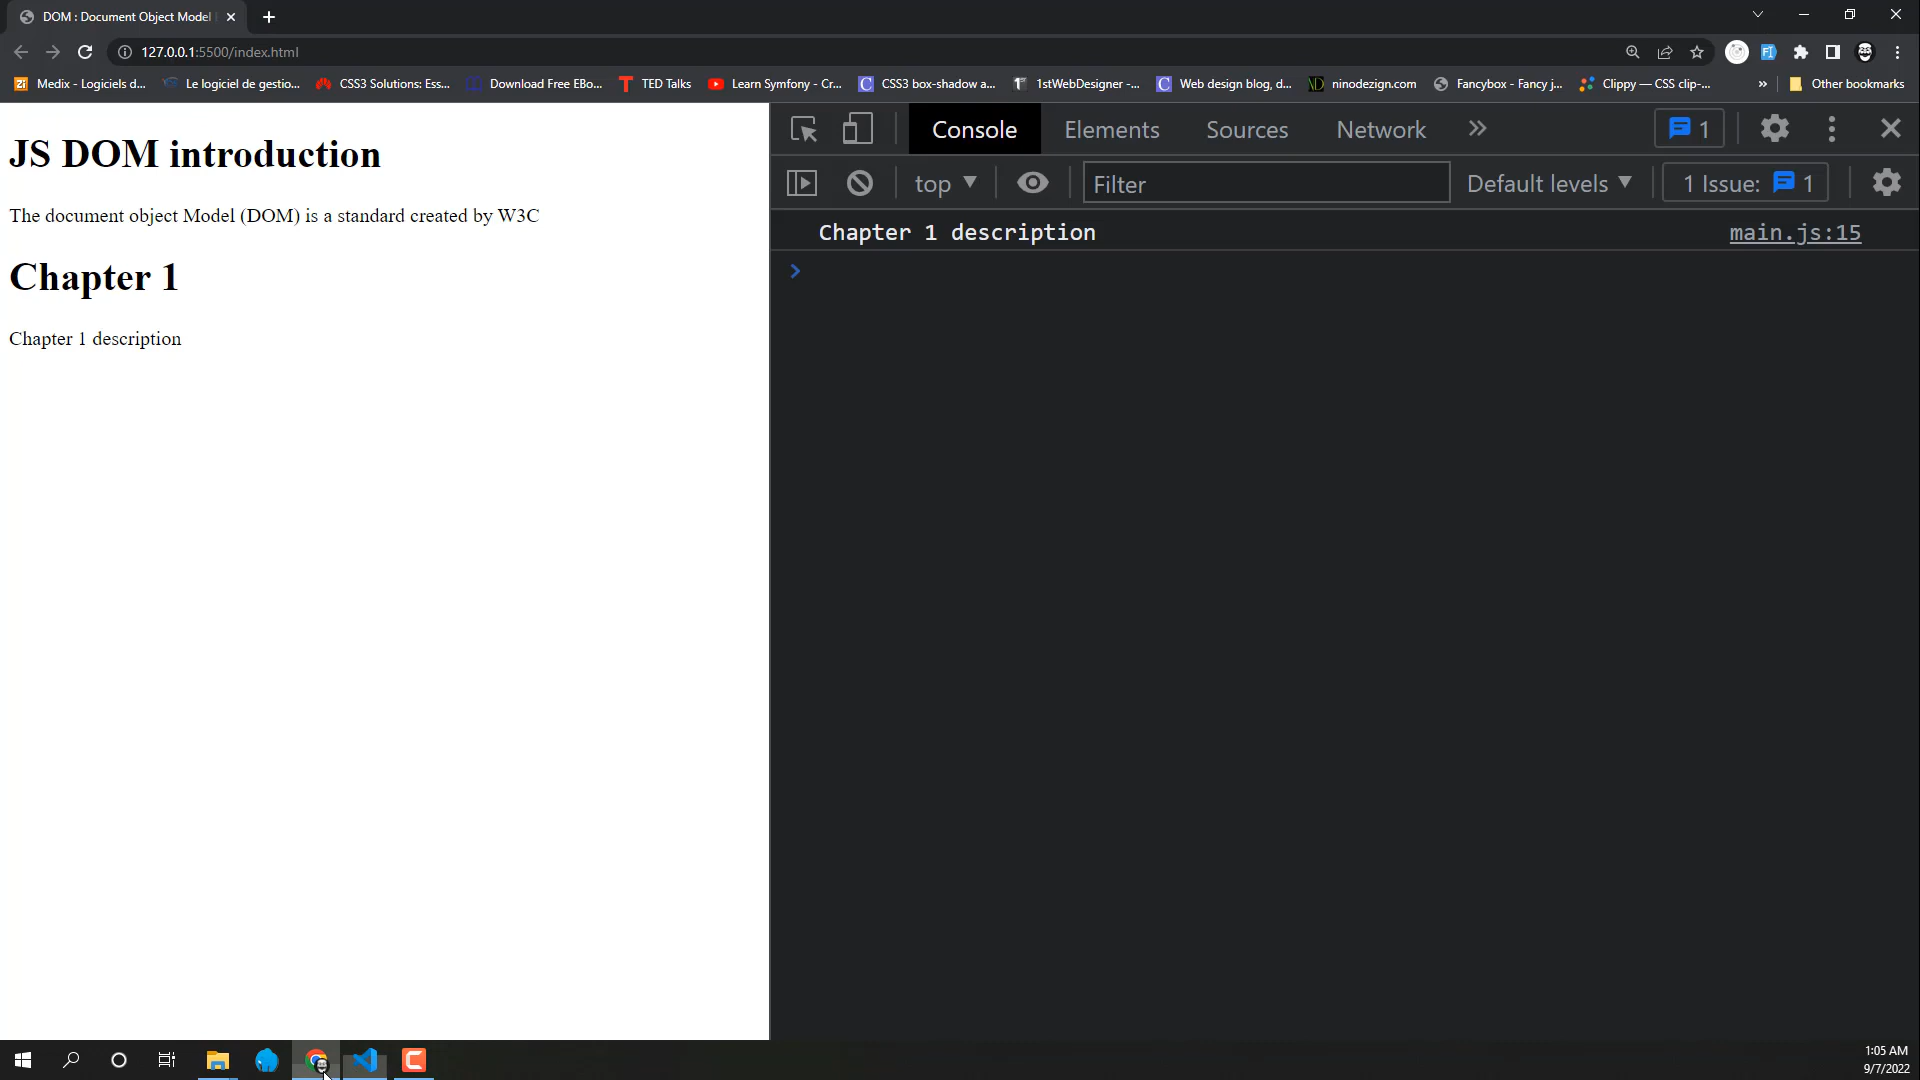 DOM : Document Object Model
127.0.0.1:5500/index.html
Medix - Logiciels d...
Le logiciel de gestio...
CSS3 Solutions: Ess...
Download Free EBo...
TED Talks
Learn Symfony - Cr...
CSS3 box-shadow a...
1stWebDesigner -...
Web design blog, d...
ninodezign.com
Fancybox - Fancy j...
Clippy — CSS clip-...
»
Other bookmarks
JS DOM introduction
The document object Model (DOM) is a standard created by W3C
Chapter 1
Chapter 1 description
Console Elements Sources Network
1
top
Filter
Default levels
1 Issue: 1
Chapter 1 description main.js:15
1:05 AM
9/7/2022